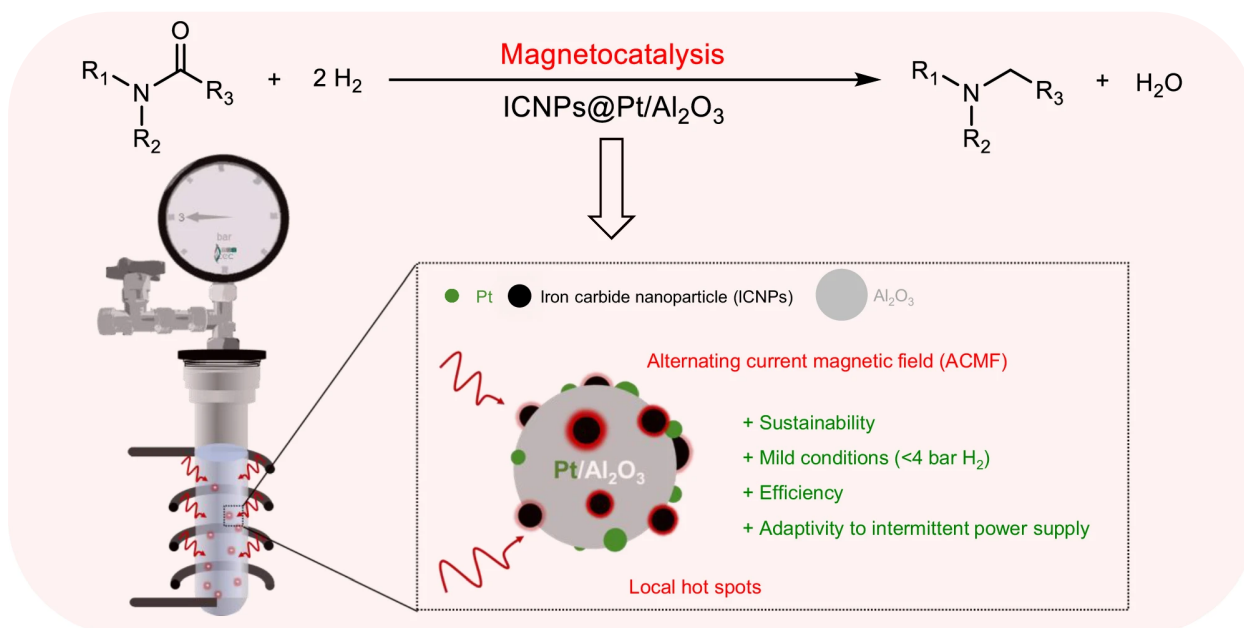 O
R₁ N R₃ + 2 H₂
R₂
Magnetocatalysis
ICNPs@Pt/Al₂O₃
R₁ N R₃ + H₂O
R₂
3
bar
Pt Iron carbide nanoparticle (ICNPs) Al₂O₃
Alternating current magnetic field (ACMF)
Pt/Al₂O₃
+ Sustainability
+ Mild conditions (<4 bar H₂)
+ Efficiency
+ Adaptivity to intermittent power supply
Local hot spots